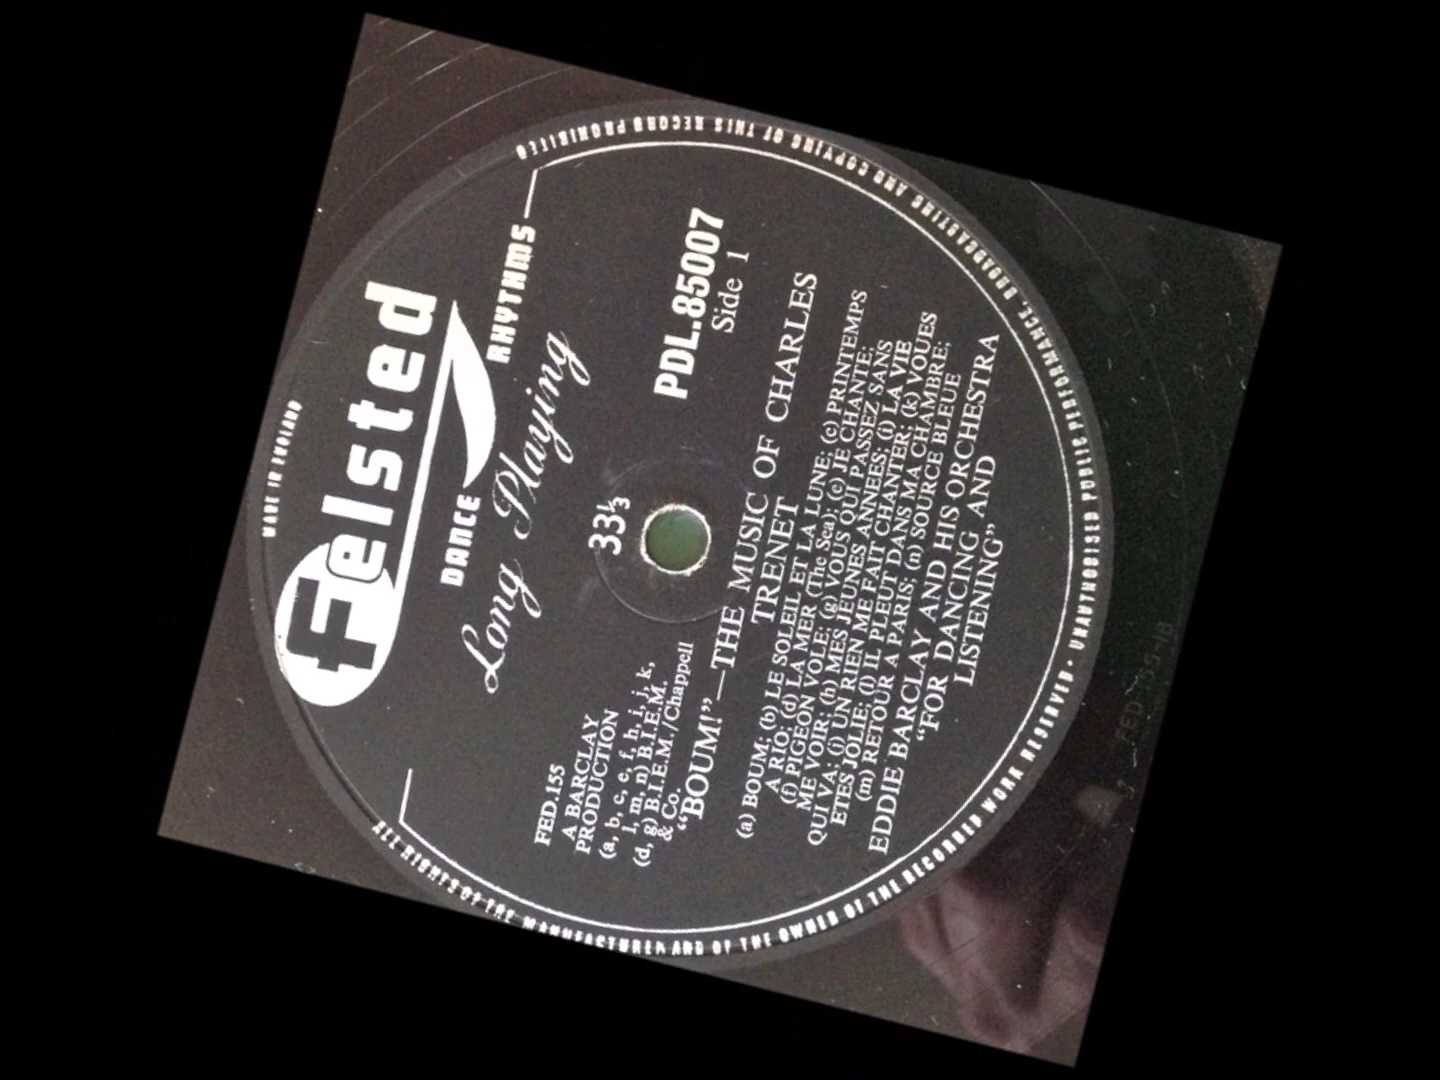 MADE IN ENGLAND
Felsted
DANCE RHYTHMS
Long Playing
33⅓
FED.155
A BARCLAY
PRODUCTION
(a, b, c, e, f, h, i, j, k,
l, m, n) B.I.E.M.
(d, g) B.I.E.M./Chappell
& Co.
PDL.85007
Side 1
“BOUM!”—THE MUSIC OF CHARLES
TRENET
(a) BOUM; (b) LE SOLEIL ET LA LUNE; (c) PRINTEMPS
A RIO; (d) LA MER (The Sea); (e) JE CHANTE;
(f) PIGEON VOLE; (g) VOUS QUI PASSEZ SANS
ME VOIR; (h) MES JEUNES ANNEES; (i) LA VIE
QUI VA; (j) UN RIEN ME FAIT CHANTER; (k) VOUES
ETES JOLIE; (l) IL PLEUT DANS MA CHAMBRE;
(m) RETOUR A PARIS; (n) SOURCE BLEUE
EDDIE BARCLAY AND HIS ORCHESTRA
“FOR DANCING AND
LISTENING”
ALL RIGHTS OF THE MANUFACTURER AND OF THE OWNER OF THE RECORDED WORK RESERVED · UNAUTHORISED PUBLIC PERFORMANCE, BROADCASTING AND COPYING OF THIS RECORD PROHIBITED